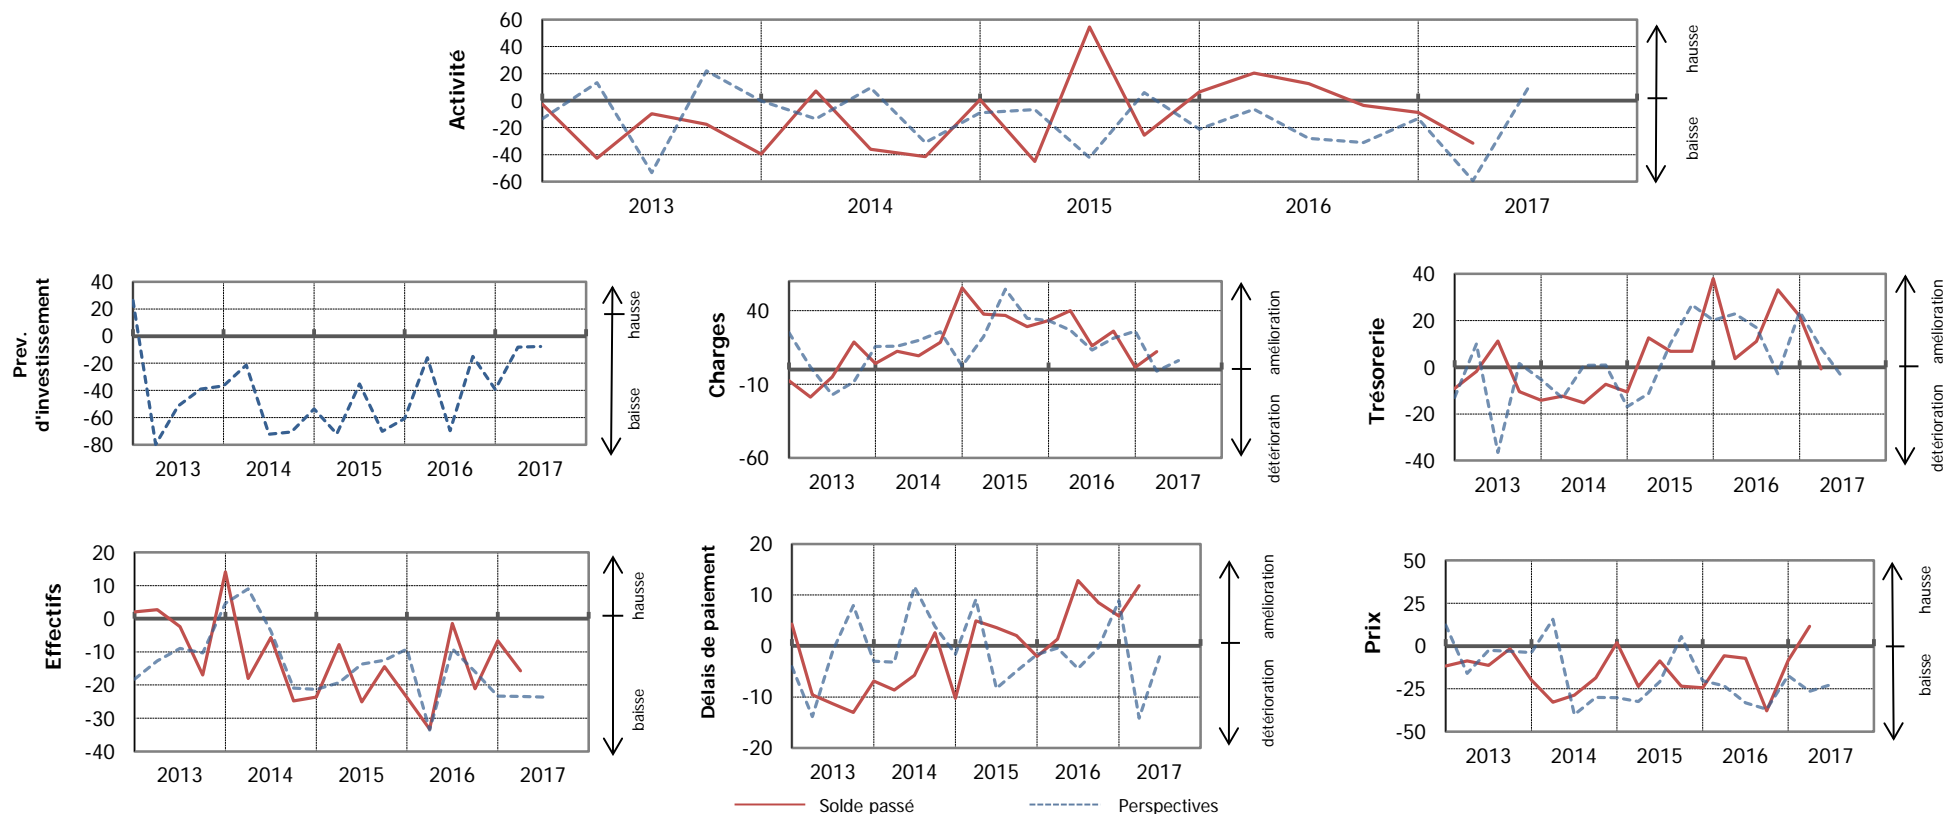 Activité
60
40
20
0
-20
-40
-60
2013 2014 2015 2016 2017
hausse
baisse
Prev.
d'investissement
40
20
0
-20
-40
-60
-80
2013 2014 2015 2016 2017
hausse
baisse
Charges
40
-10
-60
2013 2014 2015 2016 2017
amélioration
détérioration
Trésorerie
40
20
0
-20
-40
2013 2014 2015 2016 2017
amélioration
détérioration
Effectifs
20
10
0
-10
-20
-30
-40
2013 2014 2015 2016 2017
hausse
baisse
Délais de paiement
20
10
0
-10
-20
2013 2014 2015 2016 2017
amélioration
détérioration
Prix
50
25
0
-25
-50
2013 2014 2015 2016 2017
hausse
baisse
Solde passé Perspectives